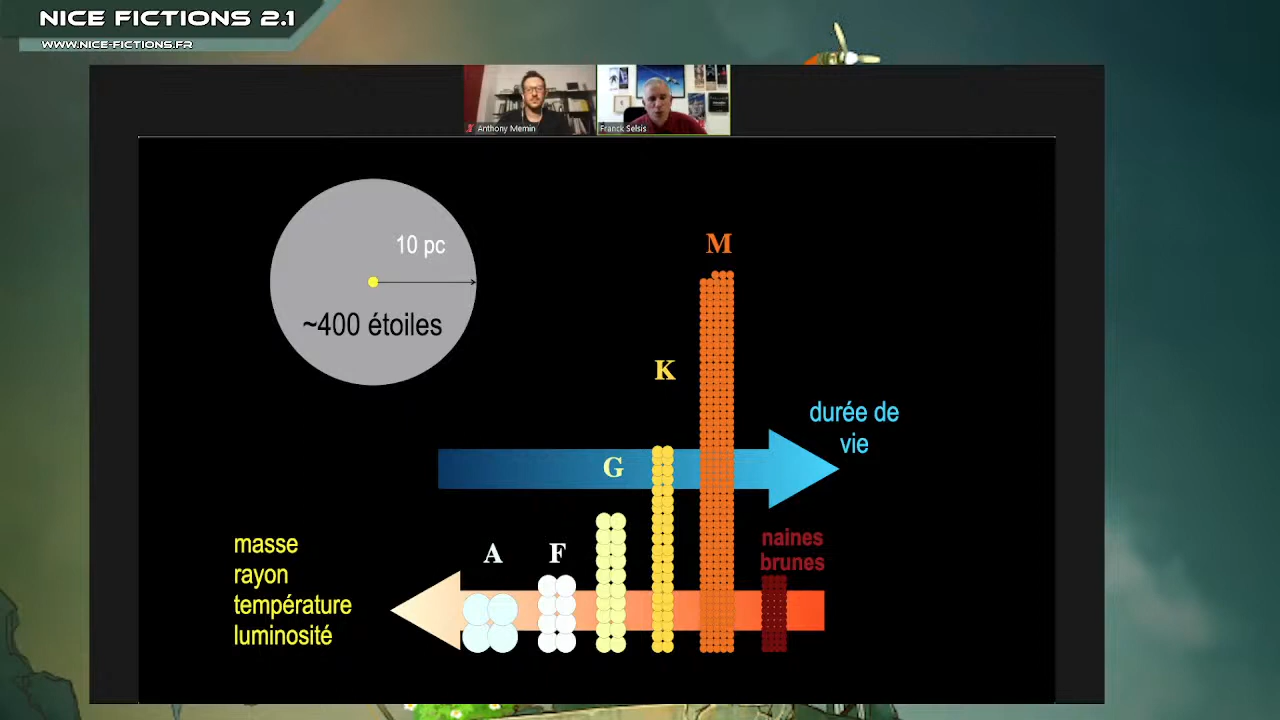 NICE FICTIONS 2.1
WWW.NICE-FICTIONS.FR
Anthony Memin
Franck Selsis
10 pc
~400 étoiles
M
K
durée de
vie
G
A
F
naines
brunes
masse
rayon
température
luminosité